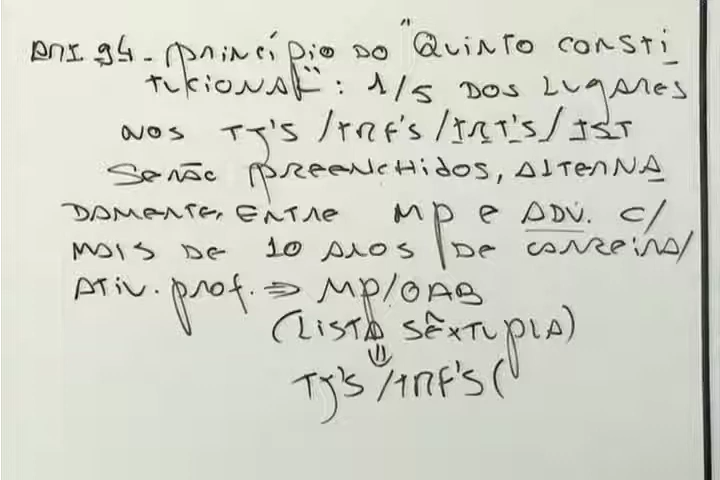 ART. 94 - princípio do "Quinto consti
tucional": 1/5 dos lugares
nos TJ's / TRF's / TRT's / TST
serão preenchidos, alterna
damente, entre MP e ADV. c/
mais de 10 anos de carreira/
ativ. prof. ⇒ MP/OAB
(lista sêxtupla)
⇓
TJ's / TRF's (